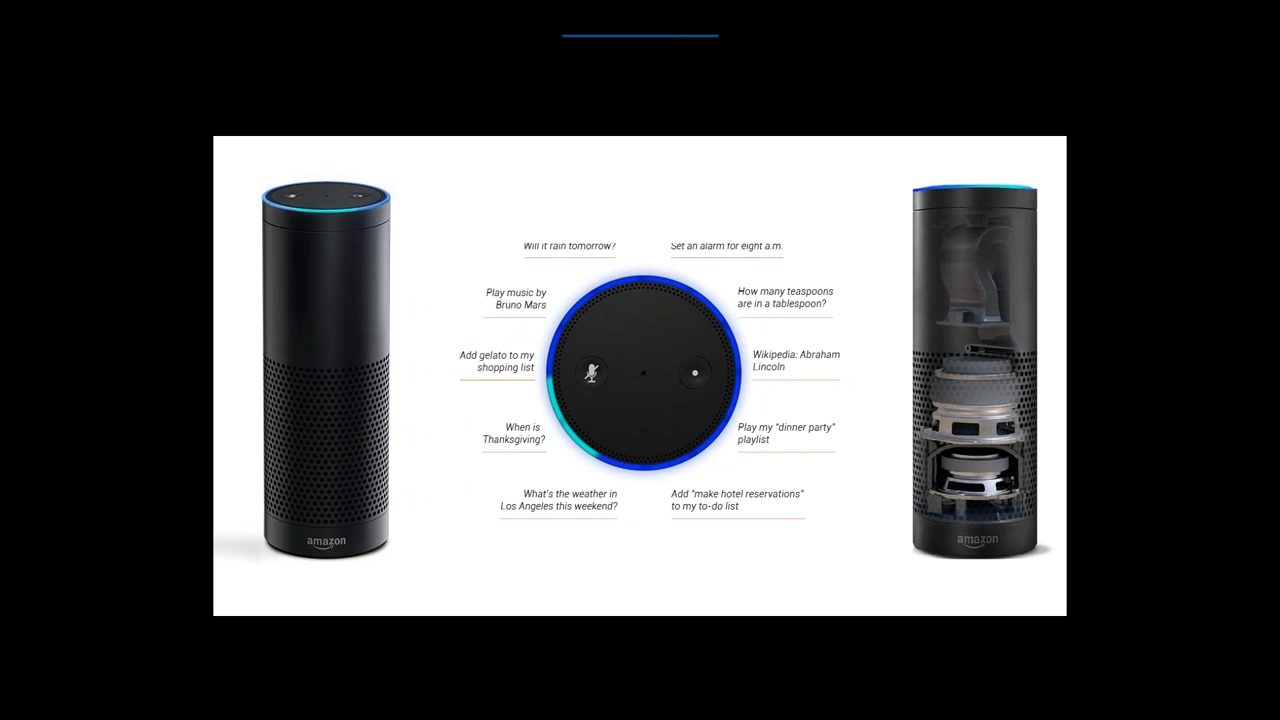 Will it rain tomorrow?
Set an alarm for eight a.m.
Play music by
Bruno Mars
How many teaspoons
are in a tablespoon?
Add gelato to my
shopping list
Wikipedia: Abraham
Lincoln
When is
Thanksgiving?
Play my "dinner party"
playlist
What's the weather in
Los Angeles this weekend?
Add "make hotel reservations"
to my to-do list
amazon
amazon